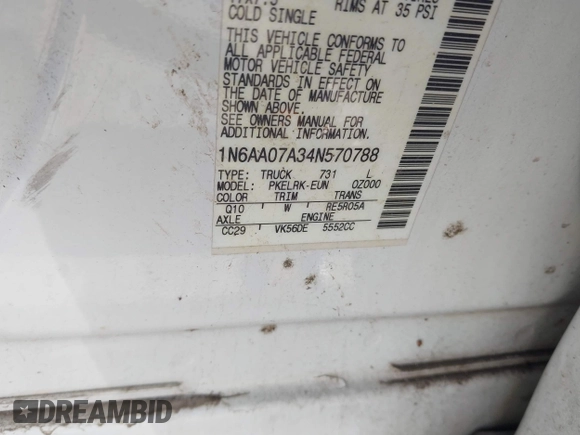 COLD SINGLE RIMS AT 35 PSI
THIS VEHICLE CONFORMS TO
ALL APPLICABLE FEDERAL
MOTOR VEHICLE SAFETY
STANDARDS IN EFFECT ON
THE DATE OF MANUFACTURE
SHOWN ABOVE.
SEE OWNERS MANUAL FOR
ADDITIONAL INFORMATION.
1N6AA07A34N570788
TYPE: TRUCK 731 L
MODEL: PKELRK-EUN 0Z000
COLOR TRIM TRANS
Q10 W RE5R05A
AXLE ENGINE
CC29 VK56DE 5552CC
DREAMBID